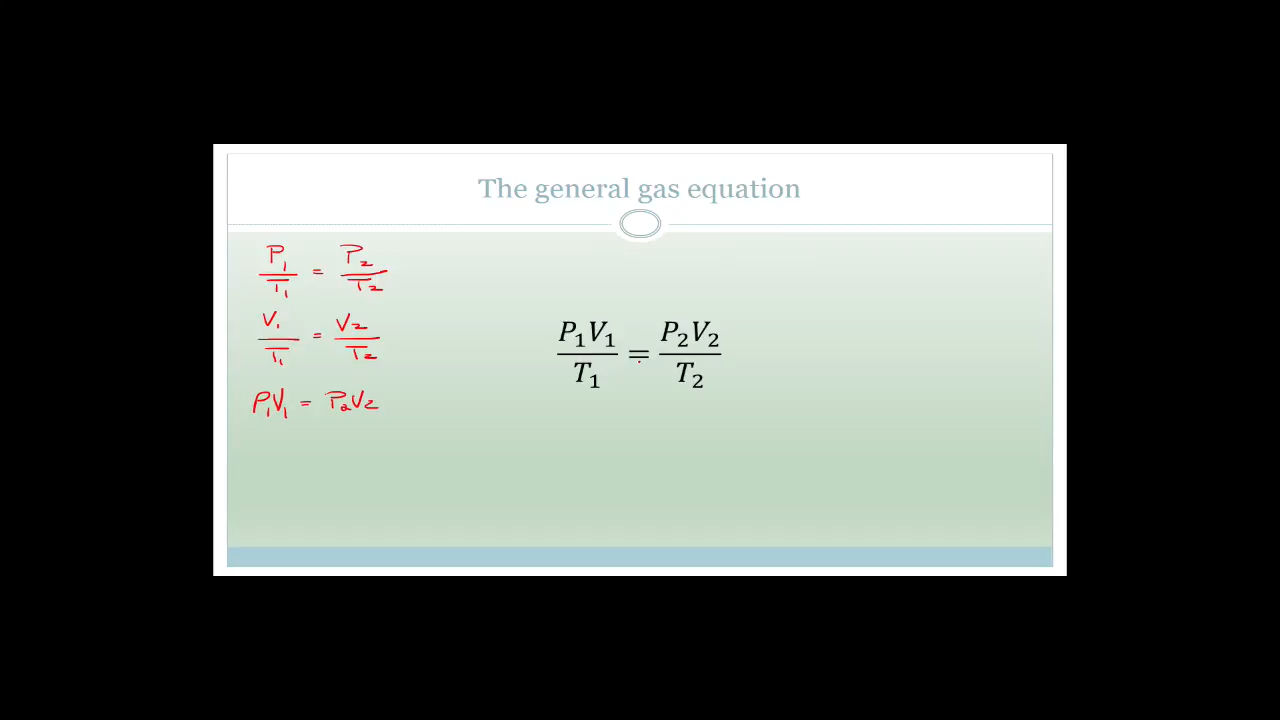 The general gas equation
P₁/T₁ = P₂/T₂
V₁/T₁ = V₂/T₂
P₁V₁ = P₂V₂
P₁V₁/T₁ = P₂V₂/T₂